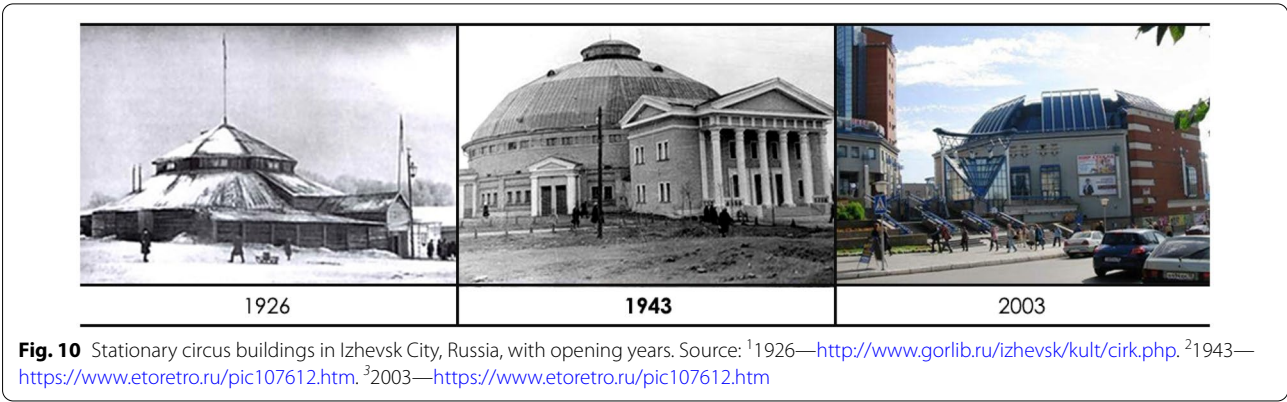 1926
1943
2003
Fig. 10 Stationary circus buildings in Izhevsk City, Russia, with opening years. Source: ¹1926—http://www.gorlib.ru/izhevsk/kult/cirk.php. ²1943—
https://www.etoretro.ru/pic107612.htm. ³2003—https://www.etoretro.ru/pic107612.htm